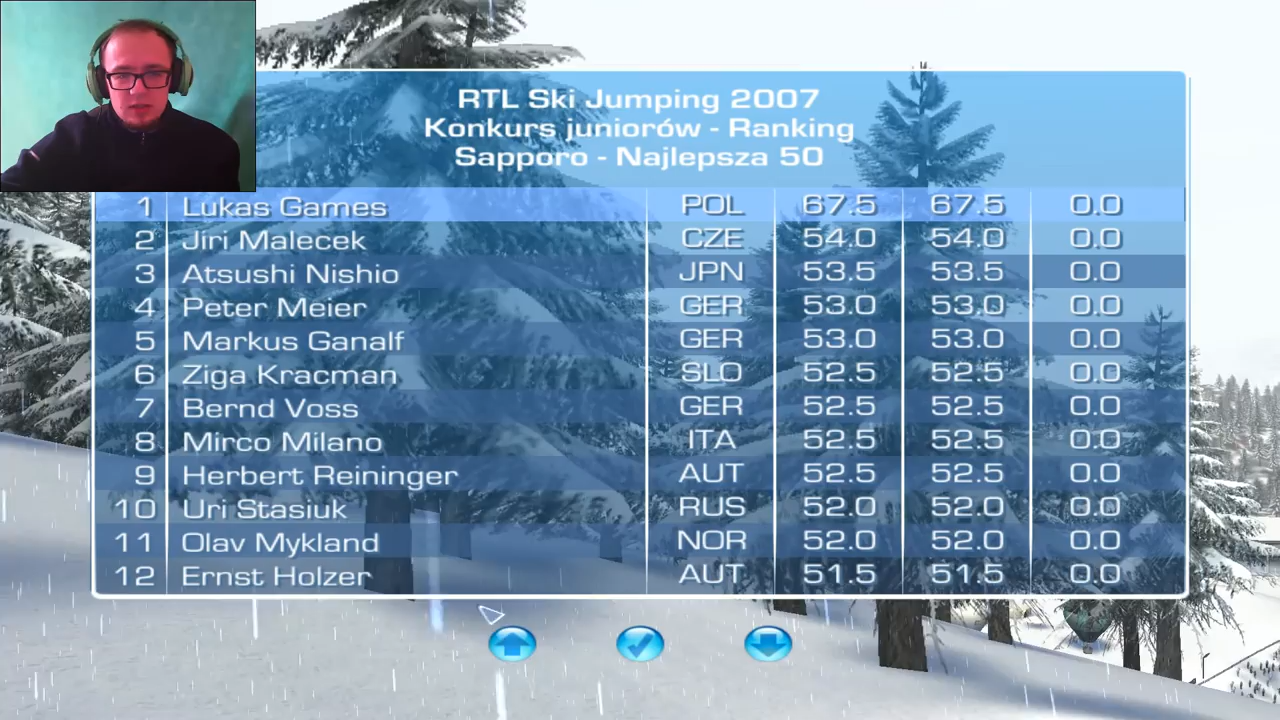 RTL Ski Jumping 2007
Konkurs juniorów - Ranking
Sapporo - Najlepsza 50
1 Lukas Games POL 67.5 67.5 0.0
2 Jiri Malecek CZE 54.0 54.0 0.0
3 Atsushi Nishio JPN 53.5 53.5 0.0
4 Peter Meier GER 53.0 53.0 0.0
5 Markus Ganalf GER 53.0 53.0 0.0
6 Ziga Kracman SLO 52.5 52.5 0.0
7 Bernd Voss GER 52.5 52.5 0.0
8 Mirco Milano ITA 52.5 52.5 0.0
9 Herbert Reininger AUT 52.5 52.5 0.0
10 Uri Stasiuk RUS 52.0 52.0 0.0
11 Olav Mykland NOR 52.0 52.0 0.0
12 Ernst Holzer AUT 51.5 51.5 0.0